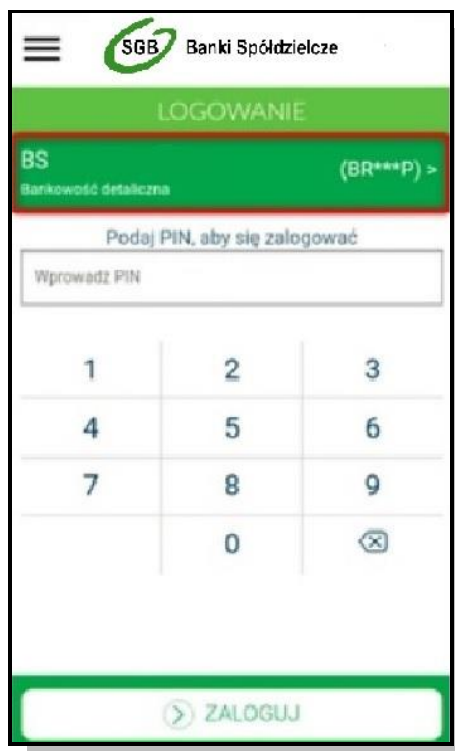 SGB Banki Spółdzielcze
LOGOWANIE
BS
(BR***P) >
Bankowość detaliczna
Podaj PIN, aby się zalogować
Wprowadź PIN
1 2 3
4 5 6
7 8 9
0
ZALOGUJ